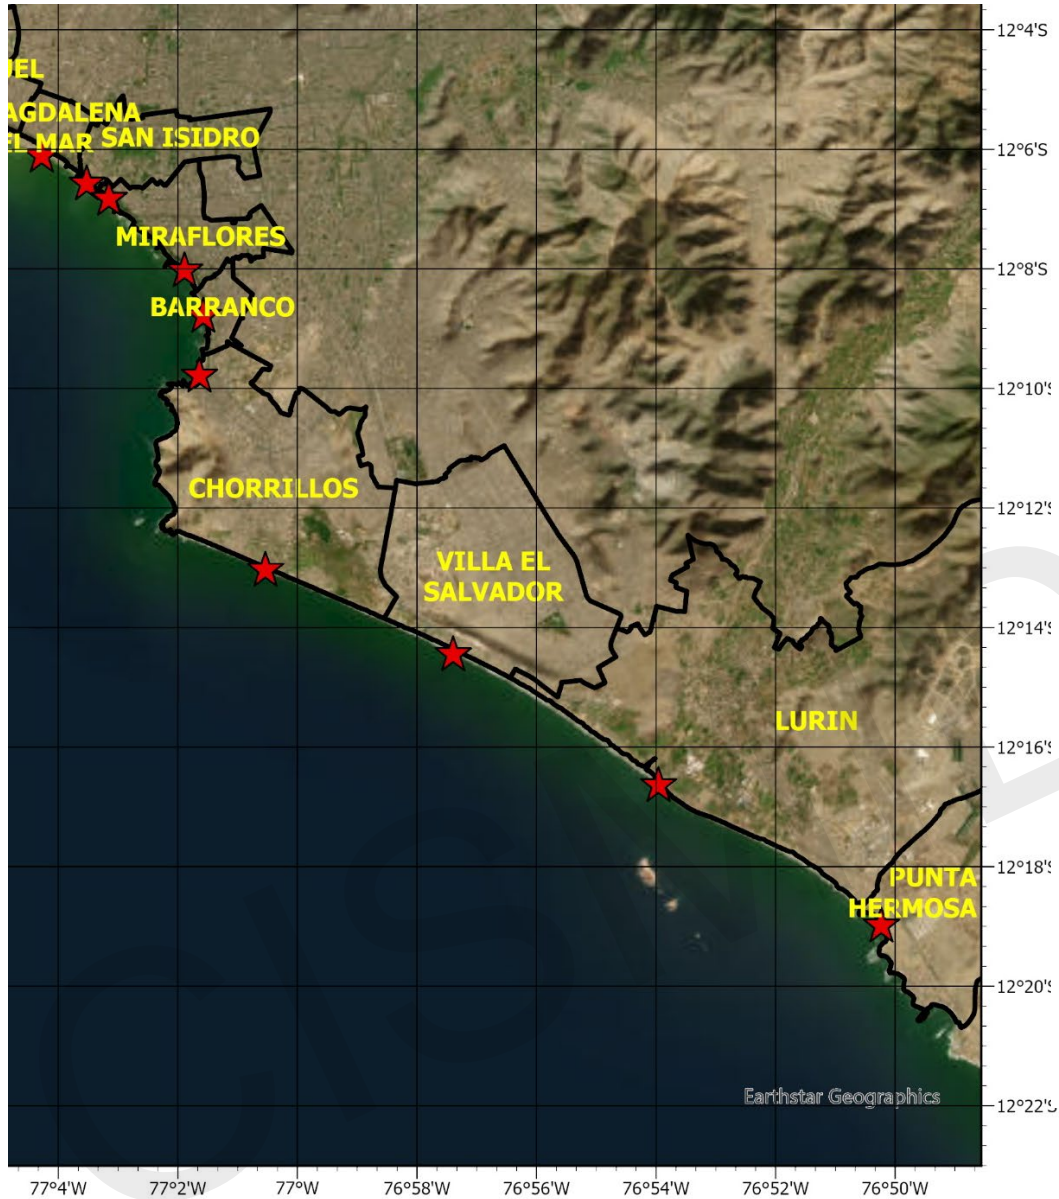 UEL
AGDALENA
EL MAR
SAN ISIDRO
MIRAFLORES
BARRANCO
CHORRILLOS
VILLA EL
SALVADOR
LURIN
PUNTA
HERMOSA
Earthstar Geographics
12°4'S
12°6'S
12°8'S
12°10'S
12°12'S
12°14'S
12°16'S
12°18'S
12°20'S
12°22'S
77°4'W 77°2'W 77°W 76°58'W 76°56'W 76°54'W 76°52'W 76°50'W